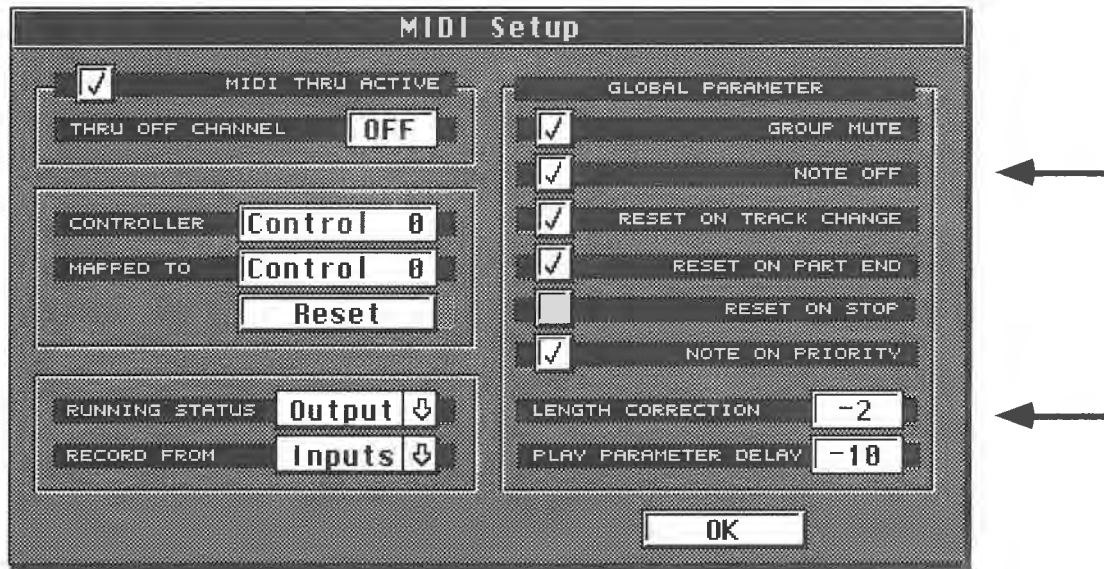 MIDI Setup
MIDI THRU ACTIVE
THRU OFF CHANNEL OFF
CONTROLLER Control 0
MAPPED TO Control 0
Reset
RUNNING STATUS Output
RECORD FROM Inputs
GLOBAL PARAMETER
GROUP MUTE
NOTE OFF
RESET ON TRACK CHANGE
RESET ON PART END
RESET ON STOP
NOTE ON PRIORITY
LENGTH CORRECTION -2
PLAY PARAMETER DELAY -10
OK